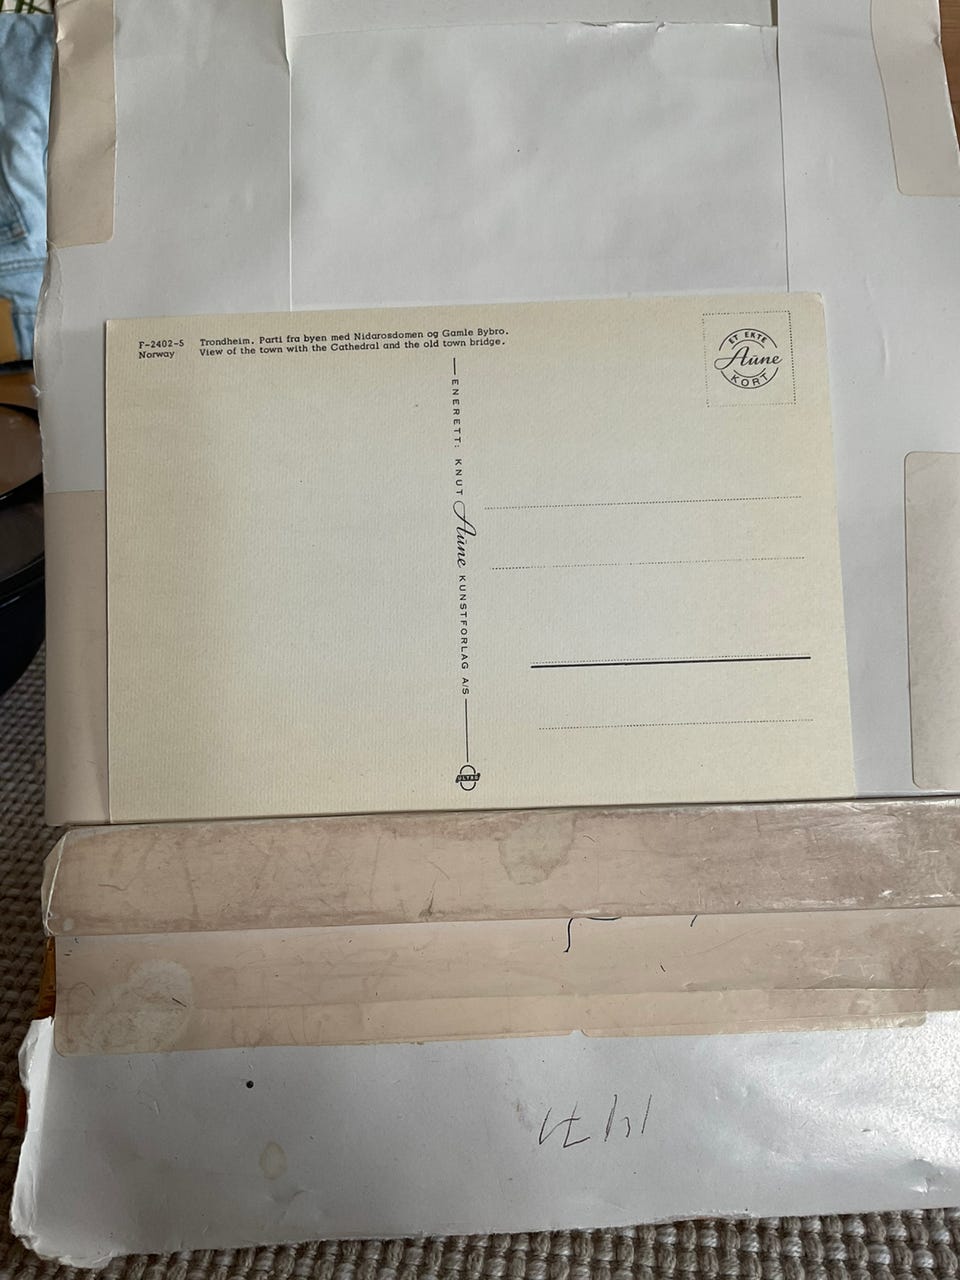 F-2402-5 Trondheim. Parti fra byen med Nidarosdomen og Gamle Bybro.
Norway View of the town with the Cathedral and the old town bridge.
ET EKTE
Aune
KORT
ENERETT: KNUT Aune KUNSTFORLAG A/S